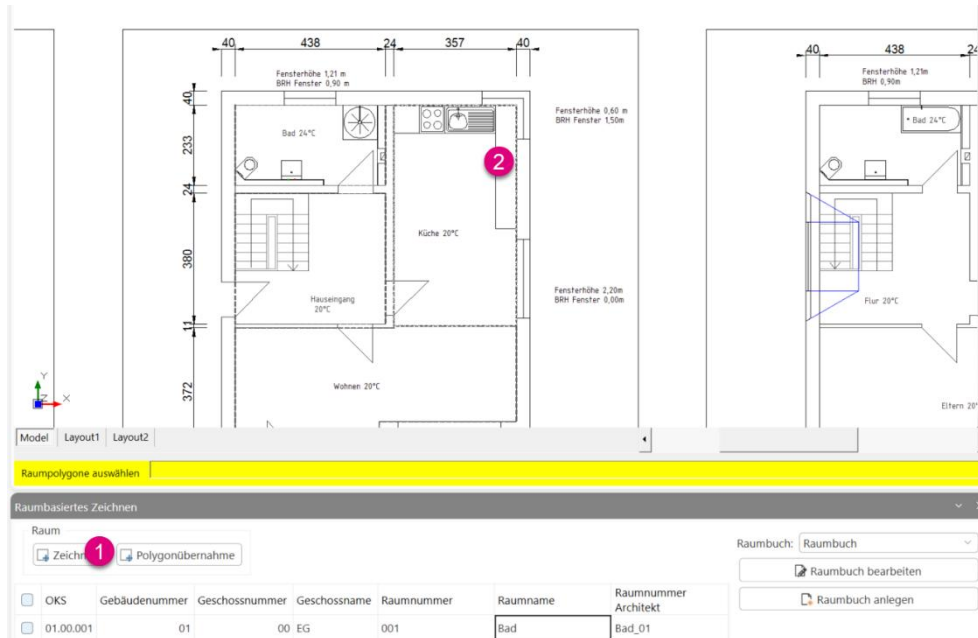 40 438 24 357 40
40 438 24
Fensterhöhe 1,21 m
BRH Fenster 0,90 m
Fensterhöhe 1,21m
BRH 0,90m
40
Fensterhöhe 0,60 m
BRH Fenster 1,50m
Bad 24°C
Bad 24°C
233
2
24
Küche 20°C
380
Hauseingang
20°C
Fensterhöhe 2,20m
BRH Fenster 0,00m
Flur 20°C
11
372
Wohnen 20°C
Eltern 20°
Y
Z X
Model Layout1 Layout2
Raumpolygone auswählen
Raumbasiertes Zeichnen
Raum
1 Polygonübernahme
Raumbuch: Raumbuch
Raumbuch bearbeiten
Raumbuch anlegen
OKS Gebäudenummer Geschossnummer Geschossname Raumnummer Raumname Raumnummer
Architekt
01.00.001 01 00 EG 001 Bad Bad_01